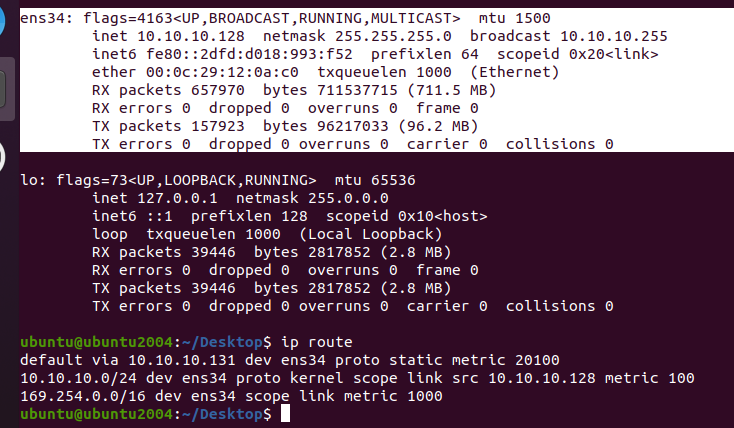 ens34: flags=4163<UP,BROADCAST,RUNNING,MULTICAST>  mtu 1500
        inet 10.10.10.128  netmask 255.255.255.0  broadcast 10.10.10.255
        inet6 fe80::2dfd:d018:993:f52  prefixlen 64  scopeid 0x20<link>
        ether 00:0c:29:12:0a:c0  txqueuelen 1000  (Ethernet)
        RX packets 657970  bytes 711537715 (711.5 MB)
        RX errors 0  dropped 0  overruns 0  frame 0
        TX packets 157923  bytes 96217033 (96.2 MB)
        TX errors 0  dropped 0 overruns 0  carrier 0  collisions 0

lo: flags=73<UP,LOOPBACK,RUNNING>  mtu 65536
        inet 127.0.0.1  netmask 255.0.0.0
        inet6 ::1  prefixlen 128  scopeid 0x10<host>
        loop  txqueuelen 1000  (Local Loopback)
        RX packets 39446  bytes 2817852 (2.8 MB)
        RX errors 0  dropped 0  overruns 0  frame 0
        TX packets 39446  bytes 2817852 (2.8 MB)
        TX errors 0  dropped 0 overruns 0  carrier 0  collisions 0

ubuntu@ubuntu2004:~/Desktop$ ip route
default via 10.10.10.131 dev ens34 proto static metric 20100
10.10.10.0/24 dev ens34 proto kernel scope link src 10.10.10.128 metric 100
169.254.0.0/16 dev ens34 scope link metric 1000
ubuntu@ubuntu2004:~/Desktop$